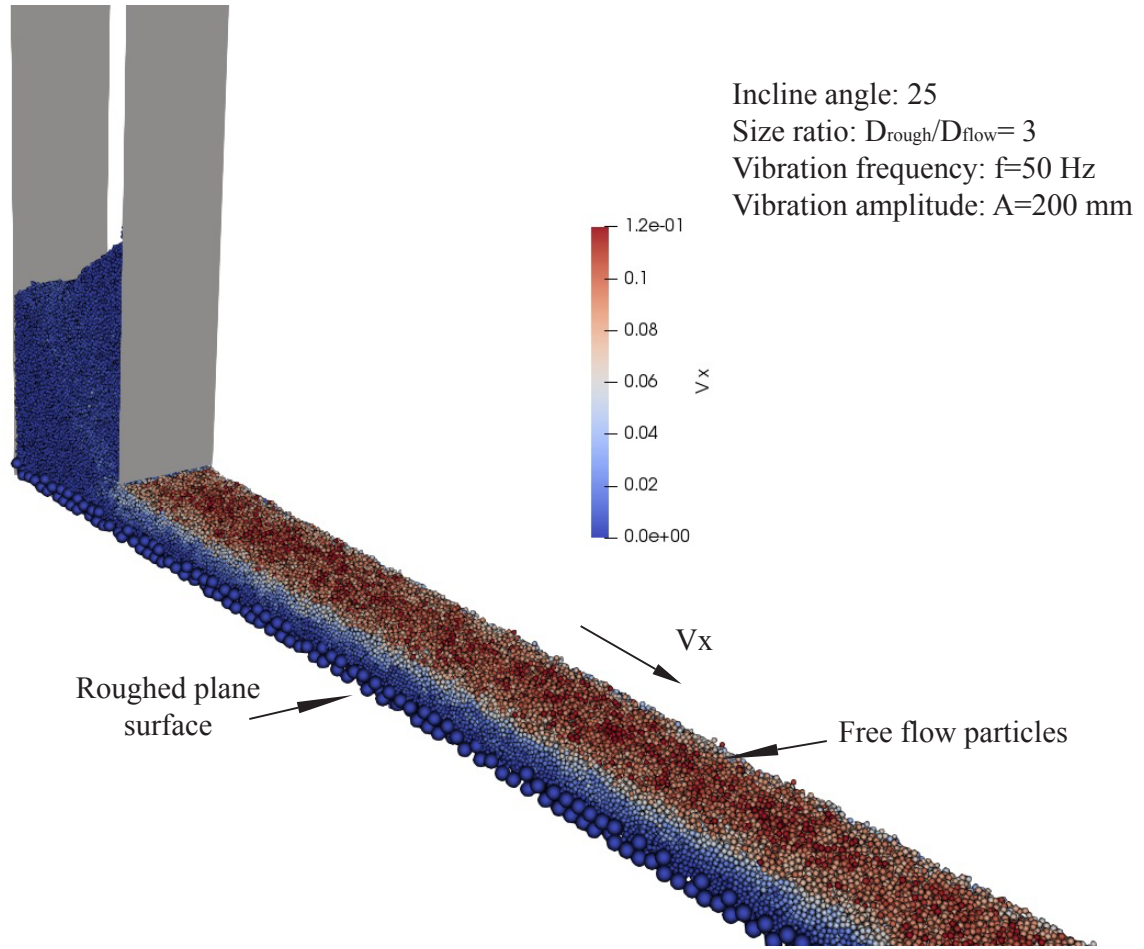 Incline angle: 25
Size ratio: Drough/Dflow= 3
Vibration frequency: f=50 Hz
Vibration amplitude: A=200 mm
1.2e-01
0.1
0.08
0.06
0.04
0.02
0.0e+00
Vx
Vx
Roughed plane
surface
Free flow particles